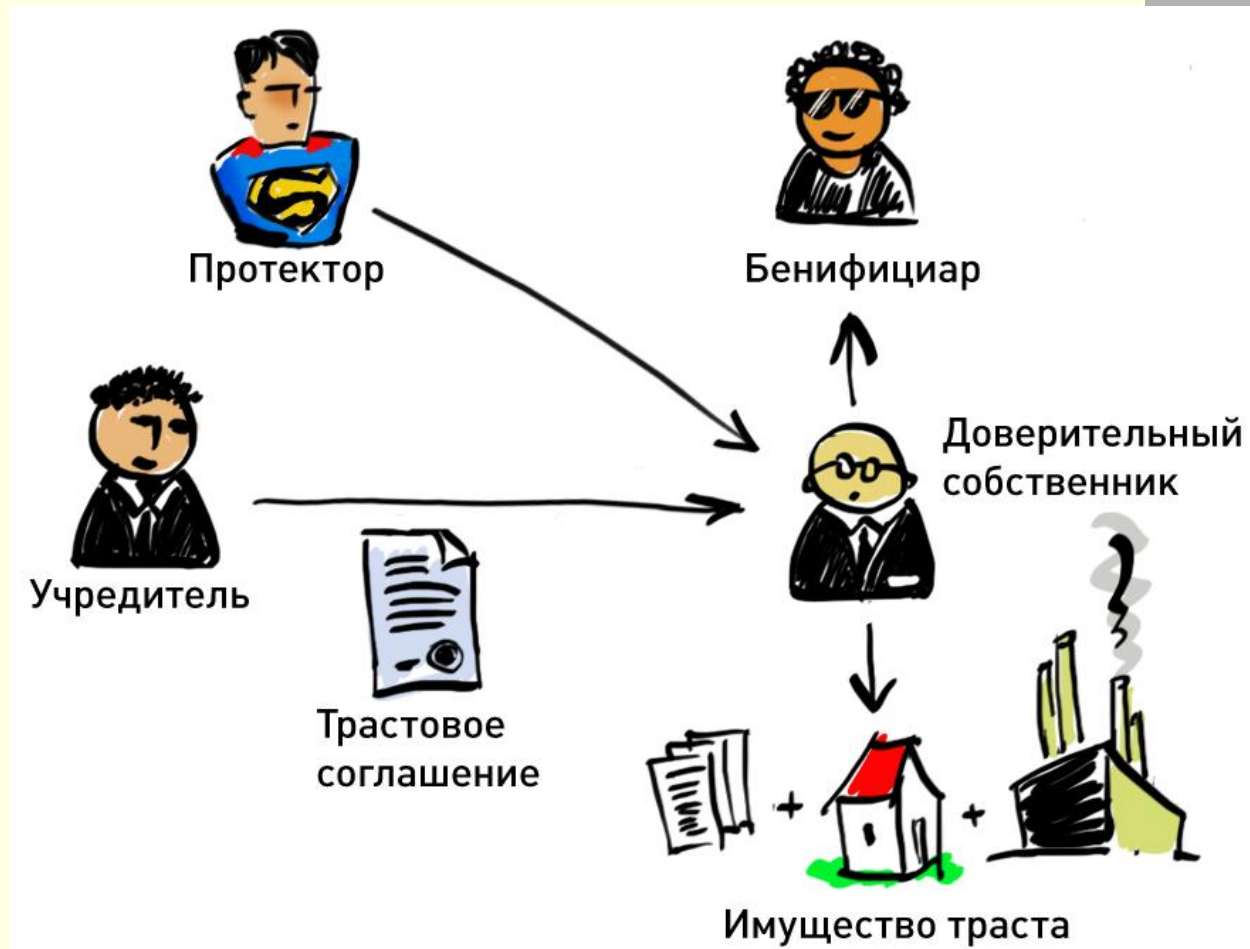 Протектор
Бенифициар
Доверительный
собственник
Учредитель
Трастовое
соглашение
Имущество траста